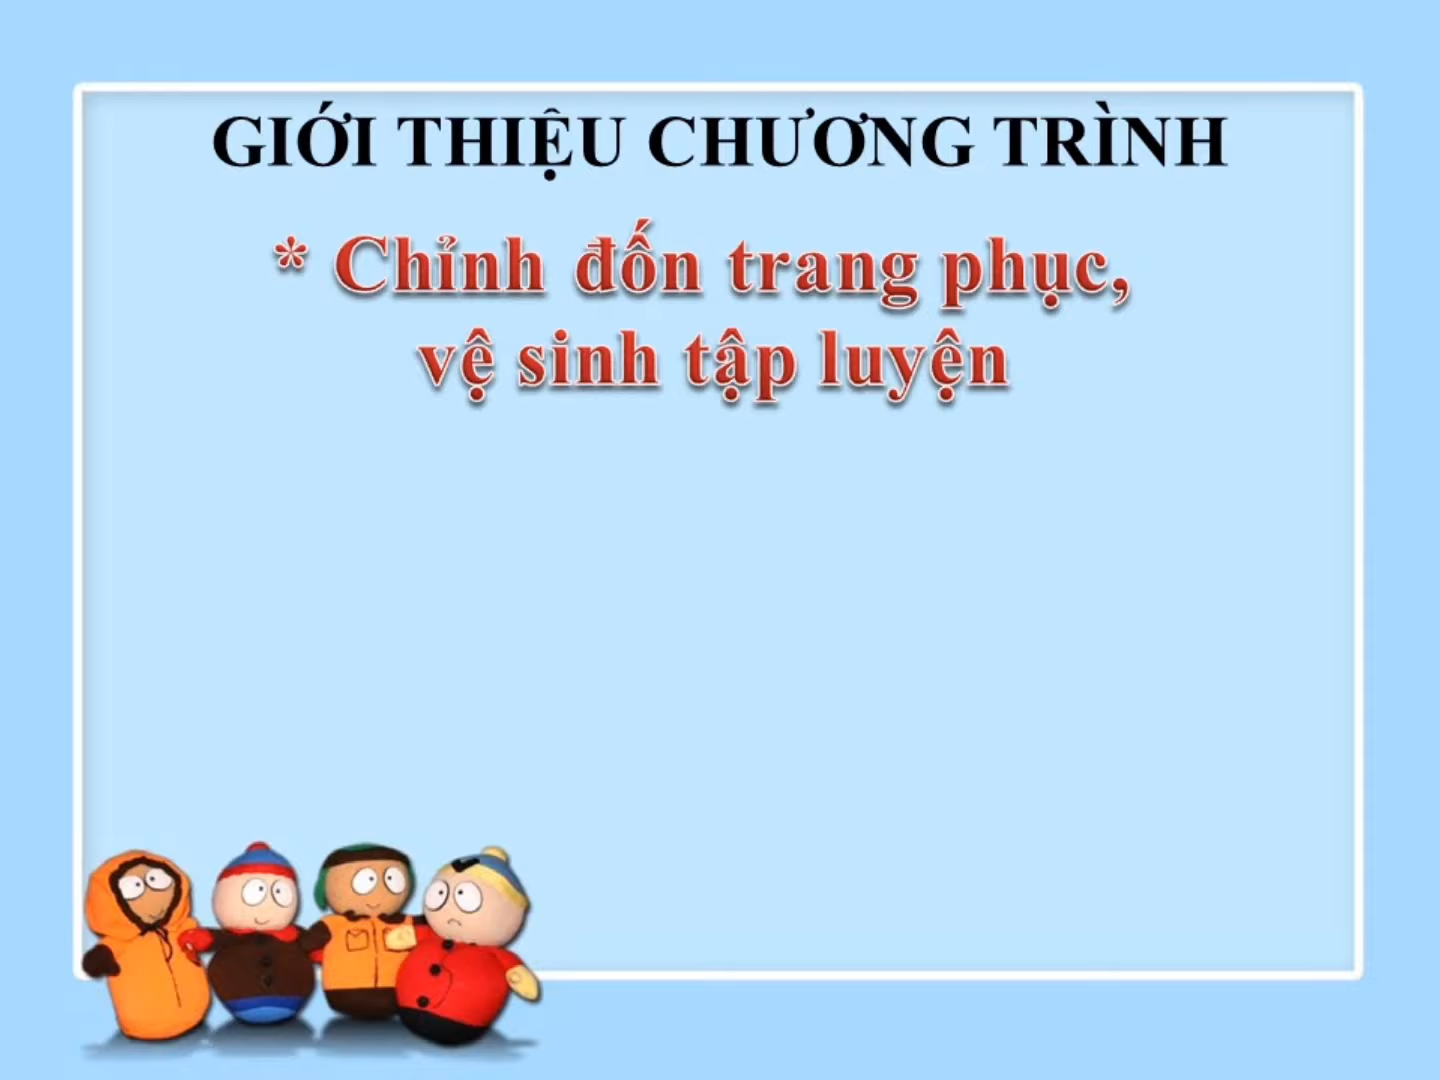 GIỚI THIỆU CHƯƠNG TRÌNH
* Chỉnh đốn trang phục,
vệ sinh tập luyện